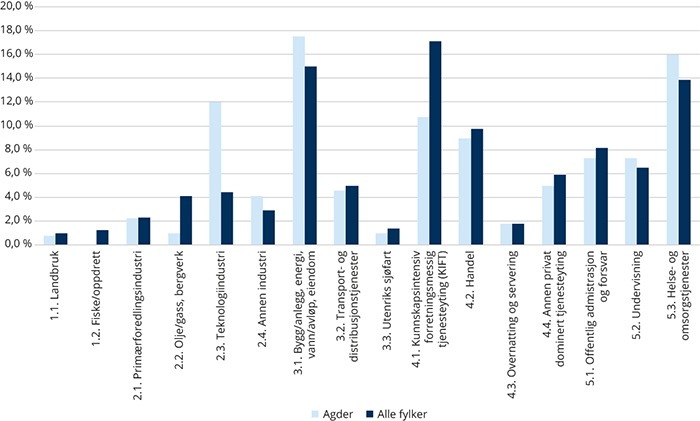 20,0 %
18,0 %
16,0 %
14,0 %
12,0 %
10,0 %
8,0 %
6,0 %
4,0 %
2,0 %
0,0 %
1.1. Landbruk
1.2. Fiske/oppdrett
2.1. Primærforedlingsindustri
2.2. Olje/gass, bergverk
2.3. Teknologiindustri
2.4. Annen industri
3.1. Bygg/anlegg, energi,
vann/avløp, eiendom
3.2. Transport- og
distribusjonstjenester
3.3. Utenriks sjøfart
4.1. Kunnskapsintensiv
forretningsmessig
tjenesteyting (KIFT)
4.2. Handel
4.3. Overnatting og servering
4.4. Annen privat
dominert tjenesteyting
5.1. Offentlig admistrasjon
og forsvar
5.2. Undervisning
5.3. Helse- og
omsorgstjenester
Agder
Alle fylker